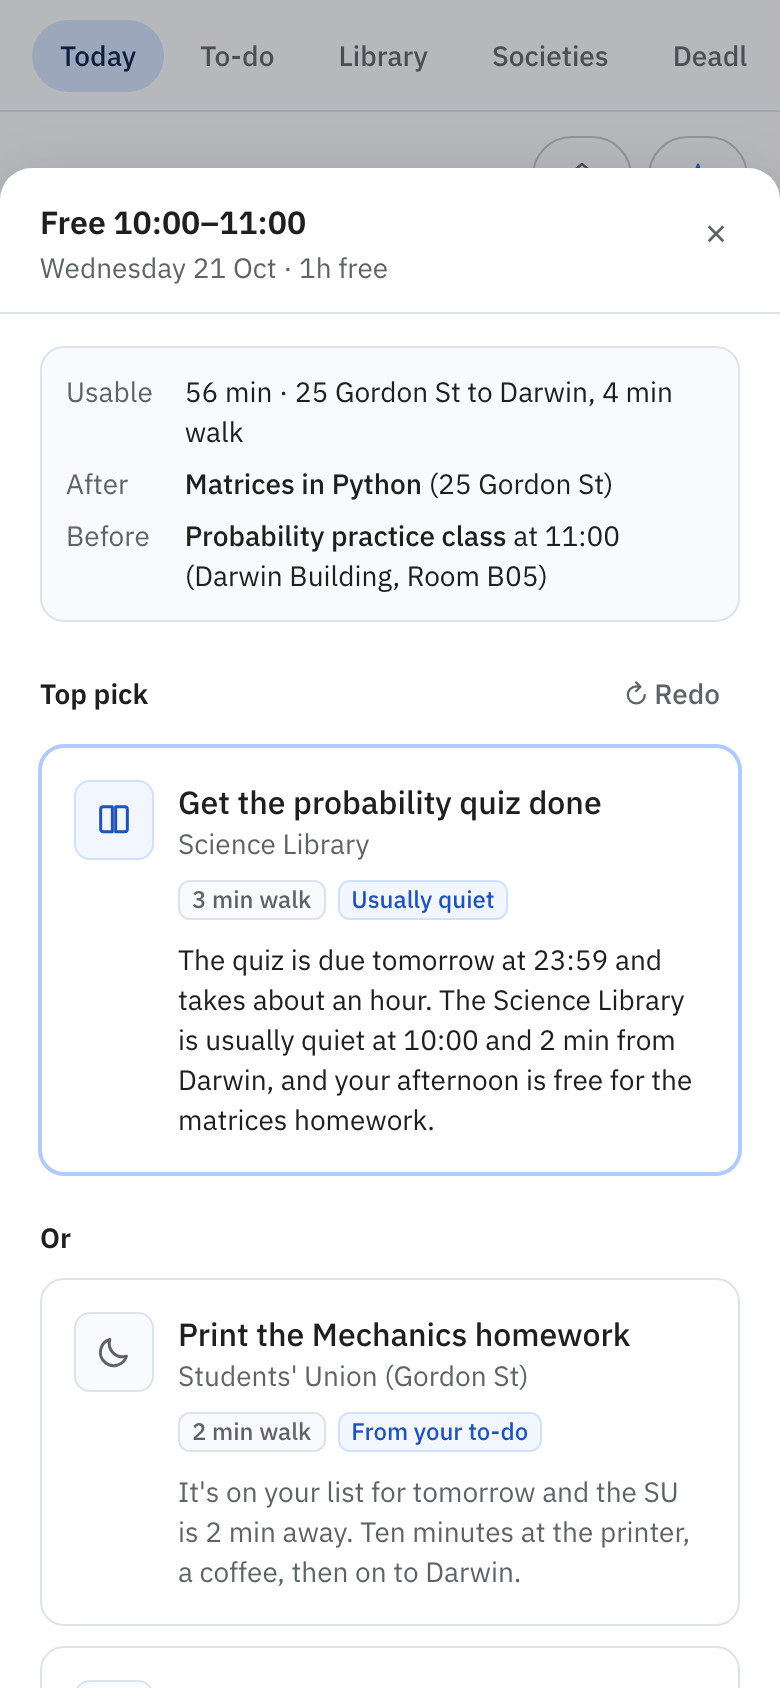 Today To-do Library Societies Deadl
Free 10:00–11:00
Wednesday 21 Oct · 1h free
Usable 56 min · 25 Gordon St to Darwin, 4 min
walk
After Matrices in Python (25 Gordon St)
Before Probability practice class at 11:00
(Darwin Building, Room B05)
Top pick Redo
Get the probability quiz done
Science Library
3 min walk Usually quiet
The quiz is due tomorrow at 23:59 and
takes about an hour. The Science Library
is usually quiet at 10:00 and 2 min from
Darwin, and your afternoon is free for the
matrices homework.
Or
Print the Mechanics homework
Students' Union (Gordon St)
2 min walk From your to-do
It's on your list for tomorrow and the SU
is 2 min away. Ten minutes at the printer,
a coffee, then on to Darwin.